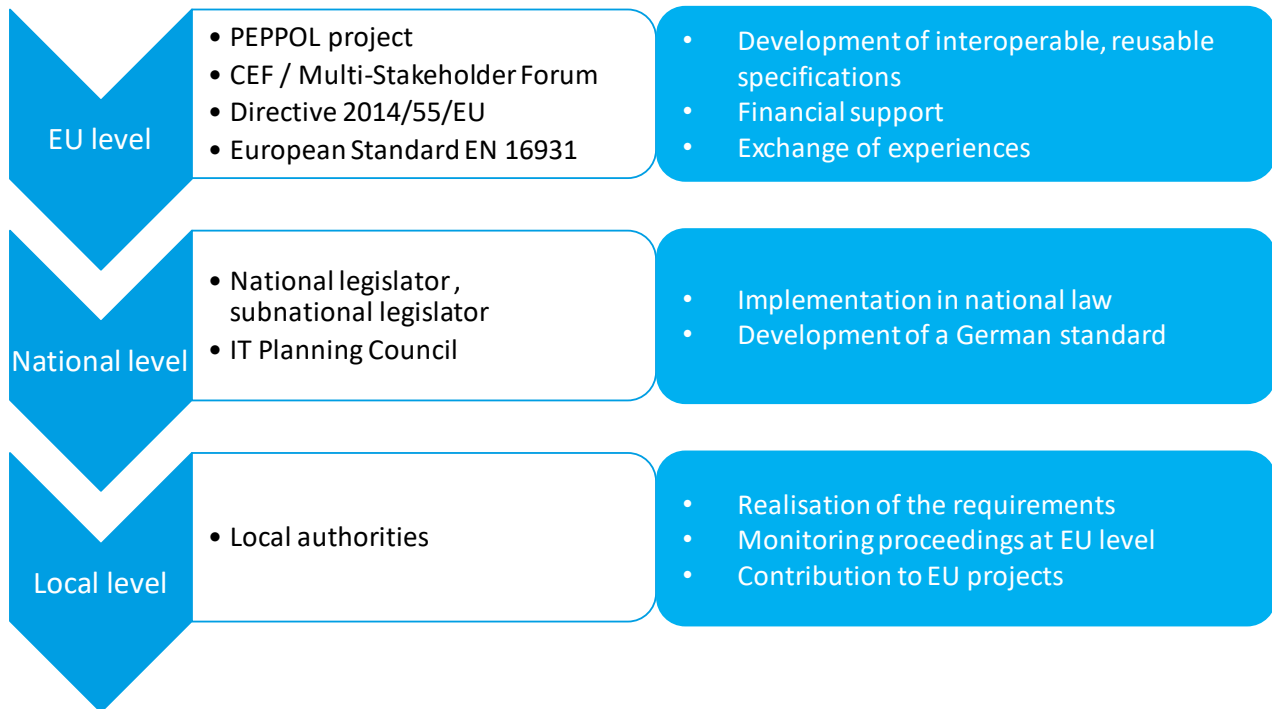 EU level
• PEPPOL project
• CEF / Multi-Stakeholder Forum
• Directive 2014/55/EU
• European Standard EN 16931
• Development of interoperable, reusable
specifications
• Financial support
• Exchange of experiences
National level
• National legislator ,
subnational legislator
• IT Planning Council
• Implementation in national law
• Development of a German standard
Local level
• Local authorities
• Realisation of the requirements
• Monitoring proceedings at EU level
• Contribution to EU projects